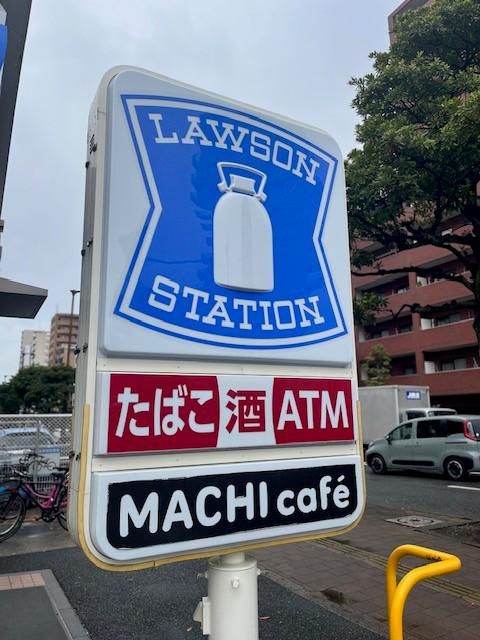 LAWSON
STATION
たばこ 酒 ATM
MACHI café